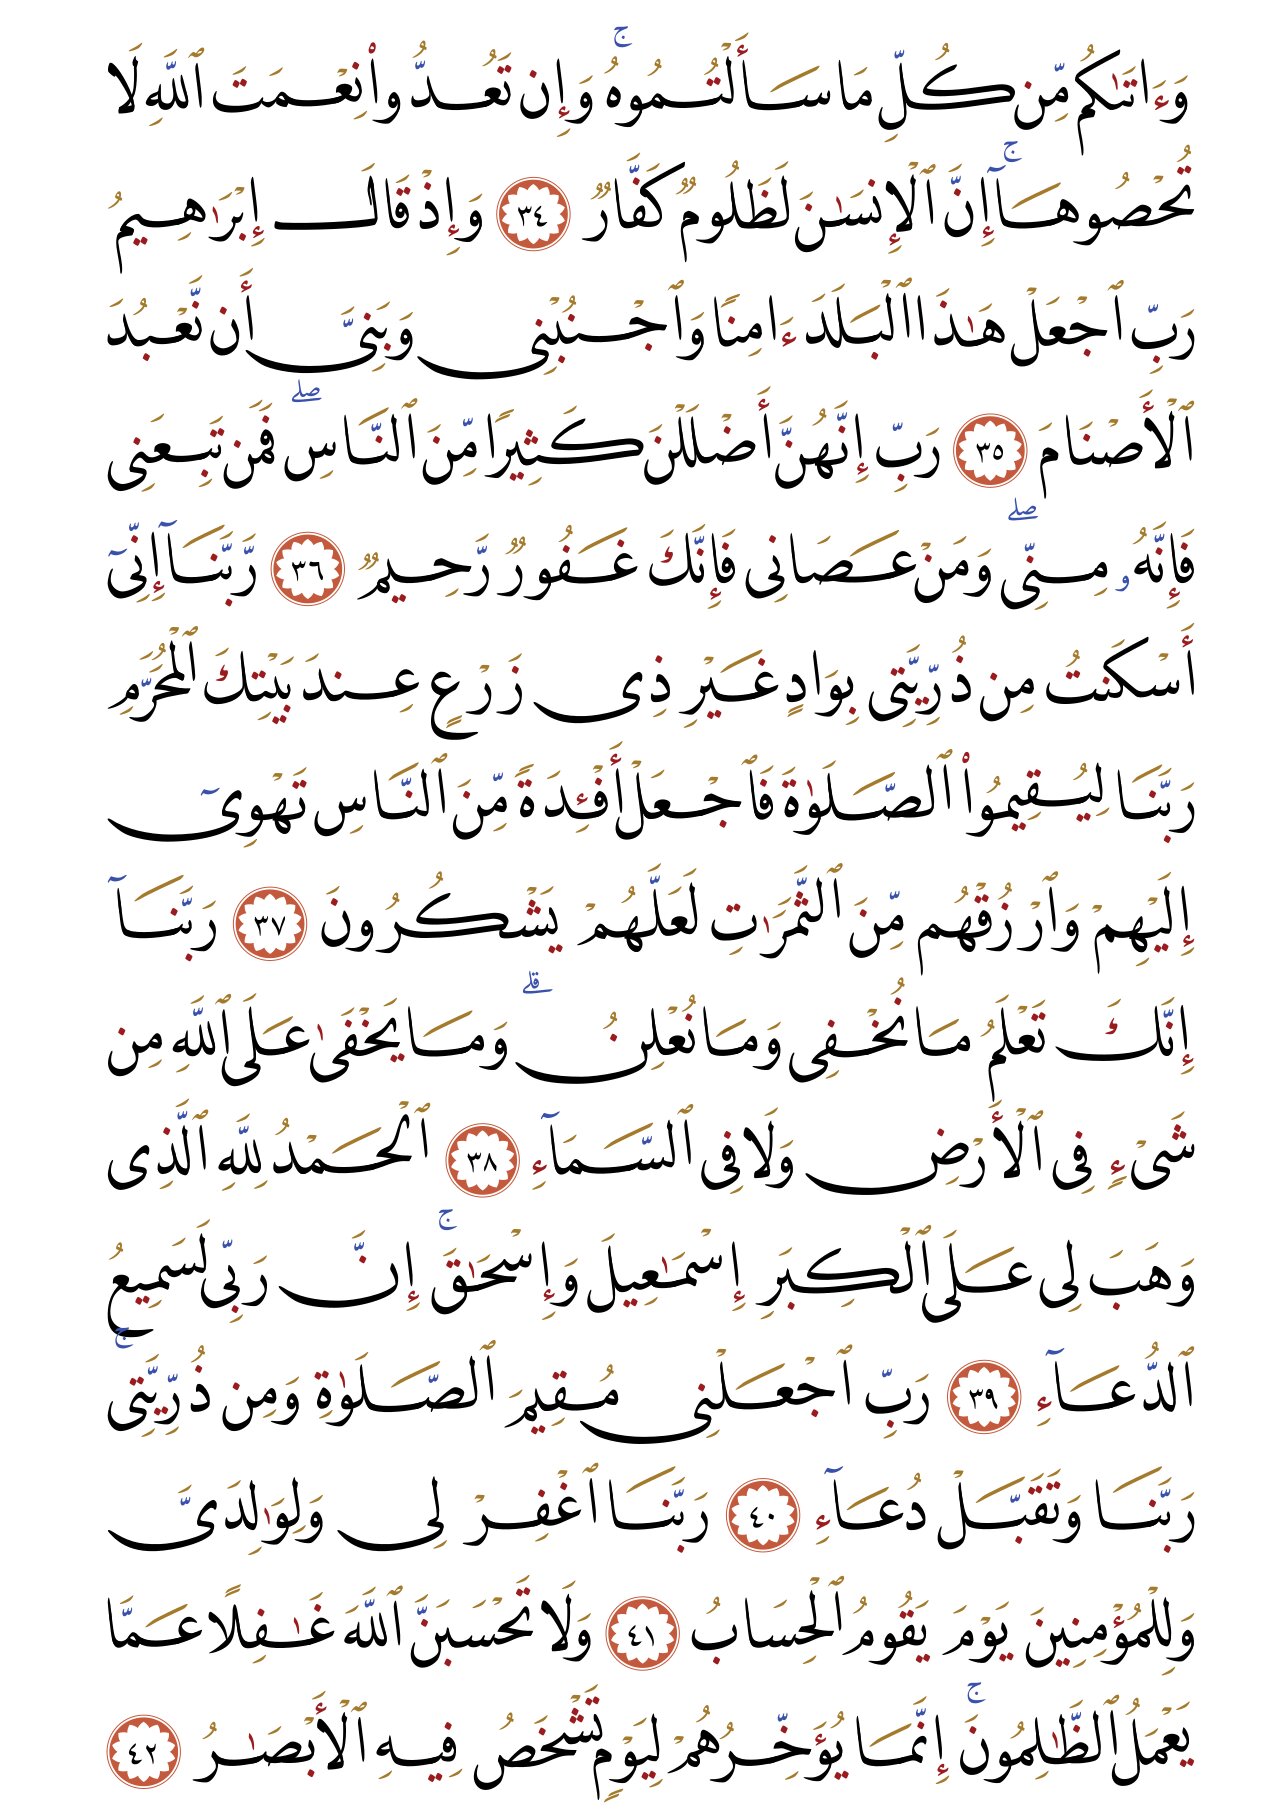 وَءَاتَىٰكُم مِّن كُلِّ مَا سَأَلْتُمُوهُ ۚ وَإِن تَعُدُّوا۟ نِعْمَتَ ٱللَّهِ لَا
تُحْصُوهَآ ۗ إِنَّ ٱلْإِنسَـٰنَ لَظَلُومٌ كَفَّارٌ ٣٤ وَإِذْ قَالَ إِبْرَٰهِيمُ
رَبِّ ٱجْعَلْ هَـٰذَا ٱلْبَلَدَ ءَامِنًا وَٱجْنُبْنِى وَبَنِىَّ أَن نَّعْبُدَ
ٱلْأَصْنَامَ ٣٥ رَبِّ إِنَّهُنَّ أَضْلَلْنَ كَثِيرًا مِّنَ ٱلنَّاسِ ۖ فَمَن تَبِعَنِى
فَإِنَّهُۥ مِنِّى ۖ وَمَنْ عَصَانِى فَإِنَّكَ غَفُورٌ رَّحِيمٌ ٣٦ رَّبَّنَآ إِنِّىٓ
أَسْكَنتُ مِن ذُرِّيَّتِى بِوَادٍ غَيْرِ ذِى زَرْعٍ عِندَ بَيْتِكَ ٱلْمُحَرَّمِ
رَبَّنَا لِيُقِيمُوا۟ ٱلصَّلَوٰةَ فَٱجْعَلْ أَفْـِٔدَةً مِّنَ ٱلنَّاسِ تَهْوِىٓ
إِلَيْهِمْ وَٱرْزُقْهُم مِّنَ ٱلثَّمَرَٰتِ لَعَلَّهُمْ يَشْكُرُونَ ٣٧ رَبَّنَآ
إِنَّكَ تَعْلَمُ مَا نُخْفِى وَمَا نُعْلِنُ ۗ وَمَا يَخْفَىٰ عَلَى ٱللَّهِ مِن
شَىْءٍ فِى ٱلْأَرْضِ وَلَا فِى ٱلسَّمَآءِ ٣٨ ٱلْحَمْدُ لِلَّهِ ٱلَّذِى
وَهَبَ لِى عَلَى ٱلْكِبَرِ إِسْمَـٰعِيلَ وَإِسْحَـٰقَ ۚ إِنَّ رَبِّى لَسَمِيعُ
ٱلدُّعَآءِ ٣٩ رَبِّ ٱجْعَلْنِى مُقِيمَ ٱلصَّلَوٰةِ وَمِن ذُرِّيَّتِى ۚ
رَبَّنَا وَتَقَبَّلْ دُعَآءِ ٤٠ رَبَّنَا ٱغْفِرْ لِى وَلِوَٰلِدَىَّ
وَلِلْمُؤْمِنِينَ يَوْمَ يَقُومُ ٱلْحِسَابُ ٤١ وَلَا تَحْسَبَنَّ ٱللَّهَ غَـٰفِلًا عَمَّا
يَعْمَلُ ٱلظَّـٰلِمُونَ ۚ إِنَّمَا يُؤَخِّرُهُمْ لِيَوْمٍ تَشْخَصُ فِيهِ ٱلْأَبْصَـٰرُ ٤٢